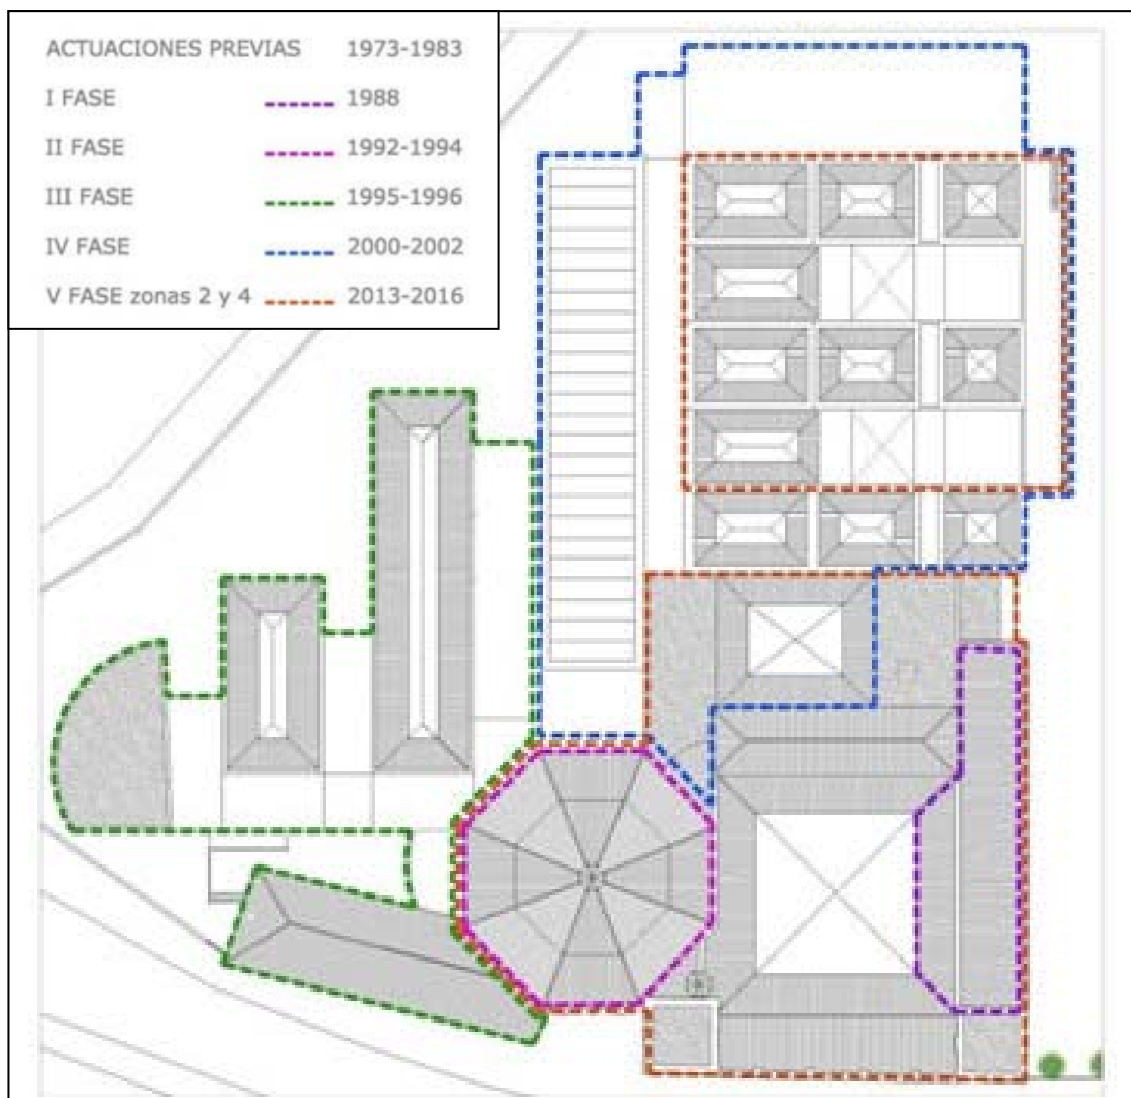 ACTUACIONES PREVIAS 1973-1983
I FASE 1988
II FASE 1992-1994
III FASE 1995-1996
IV FASE 2000-2002
V FASE zonas 2 y 4 2013-2016